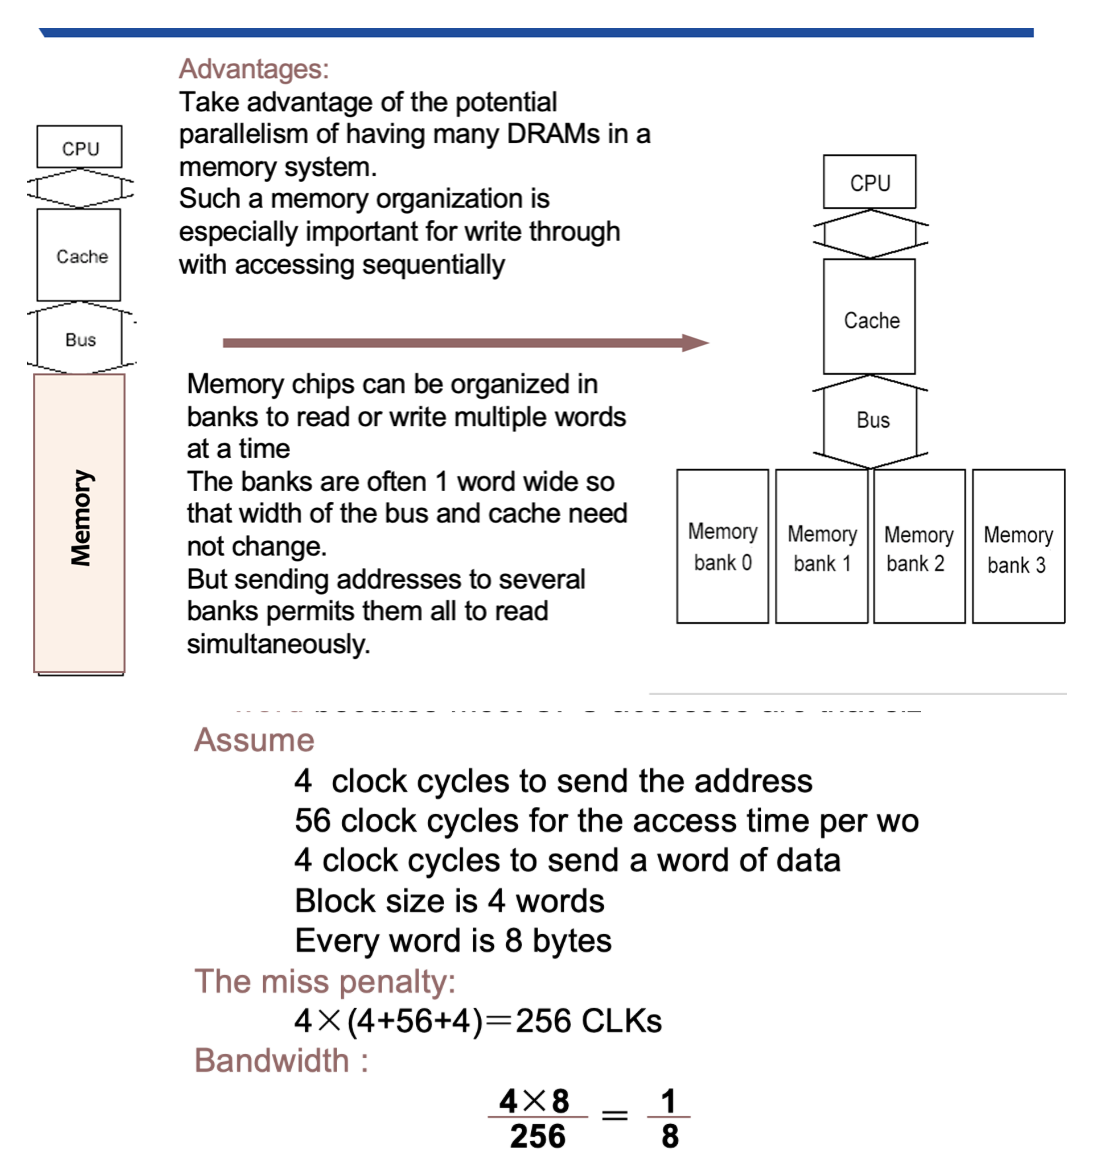 Advantages:
Take advantage of the potential
parallelism of having many DRAMs in a
memory system.
Such a memory organization is
especially important for write through
with accessing sequentially
CPU
Cache
Bus
Memory
Memory chips can be organized in
banks to read or write multiple words
at a time
The banks are often 1 word wide so
that width of the bus and cache need
not change.
But sending addresses to several
banks permits them all to read
simultaneously.
CPU
Cache
Bus
Memory
bank 0
Memory
bank 1
Memory
bank 2
Memory
bank 3
Assume
4 clock cycles to send the address
56 clock cycles for the access time per wo
4 clock cycles to send a word of data
Block size is 4 words
Every word is 8 bytes
The miss penalty:
4×(4+56+4)=256 CLKs
Bandwidth :
4×8
256
=
1
8